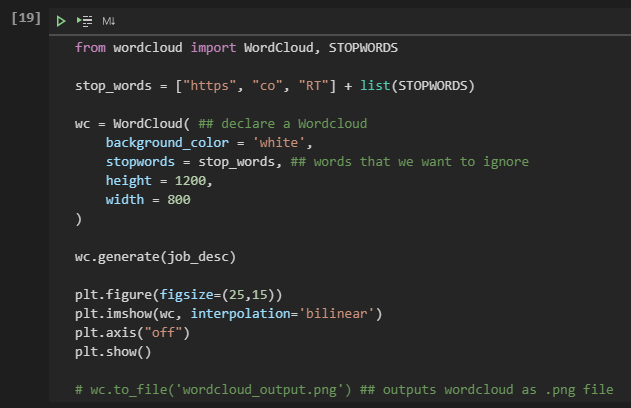 [19]
M↓
from wordcloud import WordCloud, STOPWORDS
stop_words = ["https", "co", "RT"] + list(STOPWORDS)
wc = WordCloud( ## declare a Wordcloud
    background_color = 'white',
    stopwords = stop_words, ## words that we want to ignore
    height = 1200,
    width = 800
)
wc.generate(job_desc)
plt.figure(figsize=(25,15))
plt.imshow(wc, interpolation='bilinear')
plt.axis("off")
plt.show()
# wc.to_file('wordcloud_output.png') ## outputs wordcloud as .png file